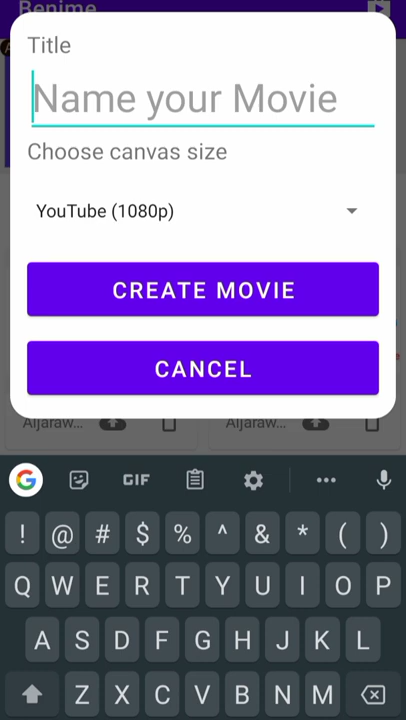 Benime
Title
Name your Movie
Choose canvas size
YouTube (1080p)
CREATE MOVIE
CANCEL
Aljaraw... Aljaraw...
G GIF
! @ # $ % ^ & * ( )
Q W E R T Y U I O P
A S D F G H J K L
Z X C V B N M